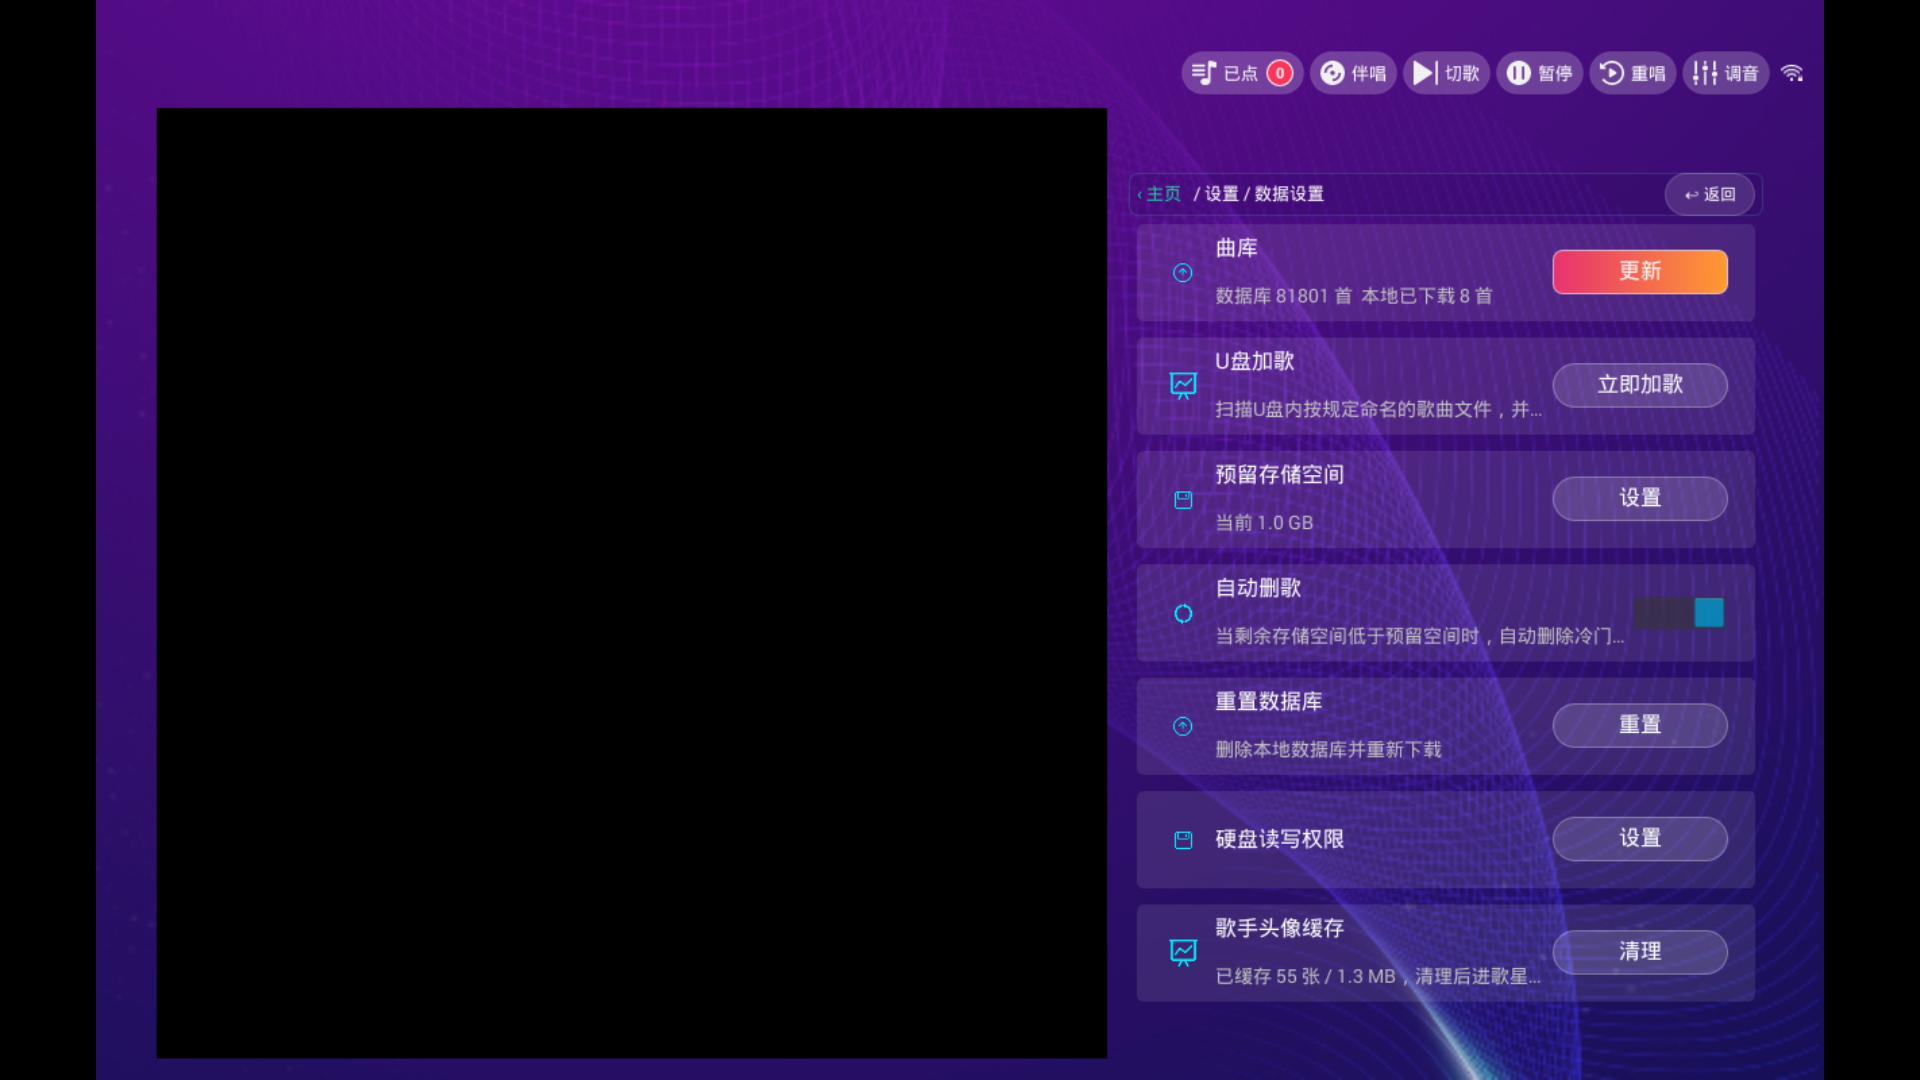 已点 0 伴唱 切歌 暂停 重唱 调音
‹ 主页 / 设置 / 数据设置 返回
曲库
数据库 81801 首 本地已下载 8 首
更新
U盘加歌
扫描U盘内按规定命名的歌曲文件，并...
立即加歌
预留存储空间
当前 1.0 GB
设置
自动删歌
当剩余存储空间低于预留空间时，自动删除冷门...
重置数据库
删除本地数据库并重新下载
重置
硬盘读写权限
设置
歌手头像缓存
已缓存 55 张 / 1.3 MB，清理后进歌星...
清理